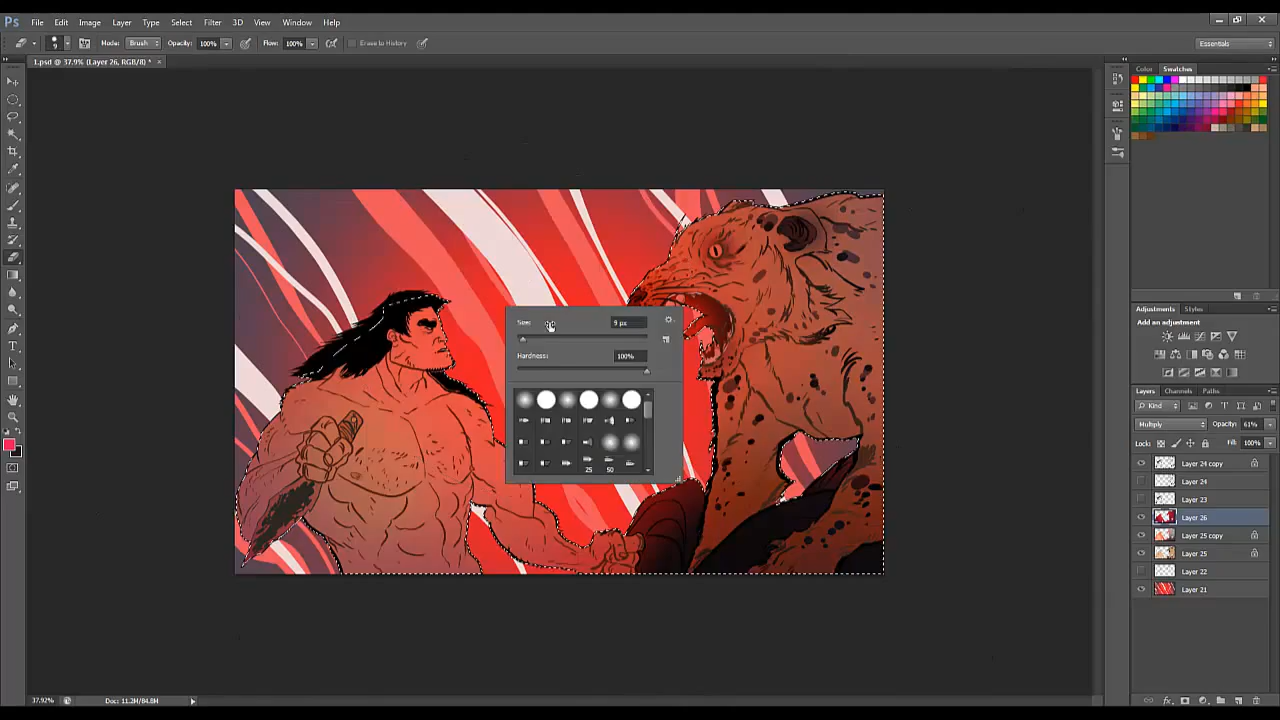 Ps File Edit Image Layer Type Select Filter 3D View Window Help
9 Mode: Brush Opacity: 100% Flow: 100% Erase to History Essentials
1.psd @ 37.9% (Layer 26, RGB/8) * ×
Color Swatches
Size: 9 px
Hardness: 100%
25 50
Adjustments Styles
Add an adjustment
Layers Channels Paths
Kind
Multiply Opacity: 61%
Lock: Fill: 100%
Layer 24 copy
Layer 24
Layer 23
Layer 26
Layer 25 copy
Layer 25
Layer 22
Layer 21
37.92% Doc: 11.2M/84.8M